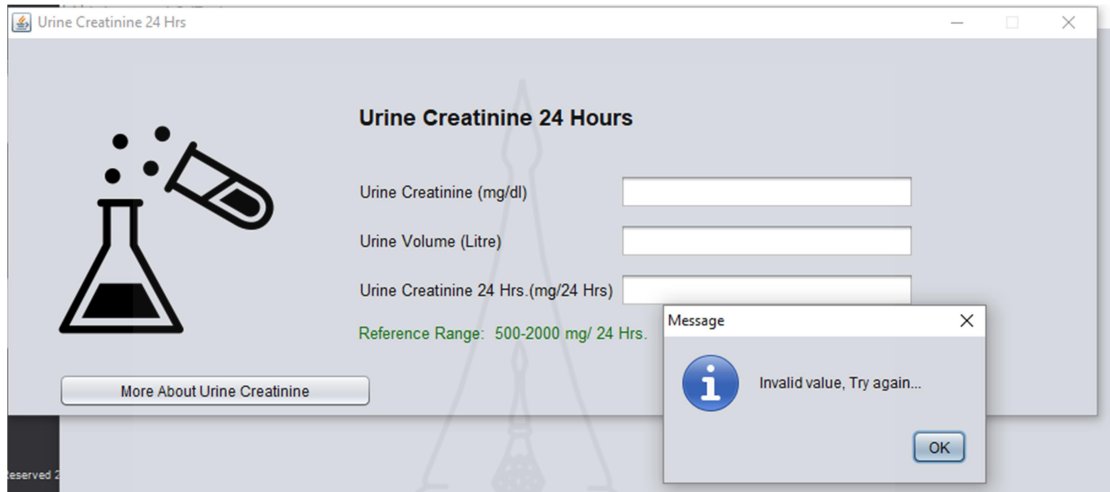 Urine Creatinine 24 Hrs
Urine Creatinine 24 Hours
Urine Creatinine (mg/dl)
Urine Volume (Litre)
Urine Creatinine 24 Hrs.(mg/24 Hrs)
Reference Range:  500-2000 mg/ 24 Hrs.
More About Urine Creatinine
Message
Invalid value, Try again...
OK